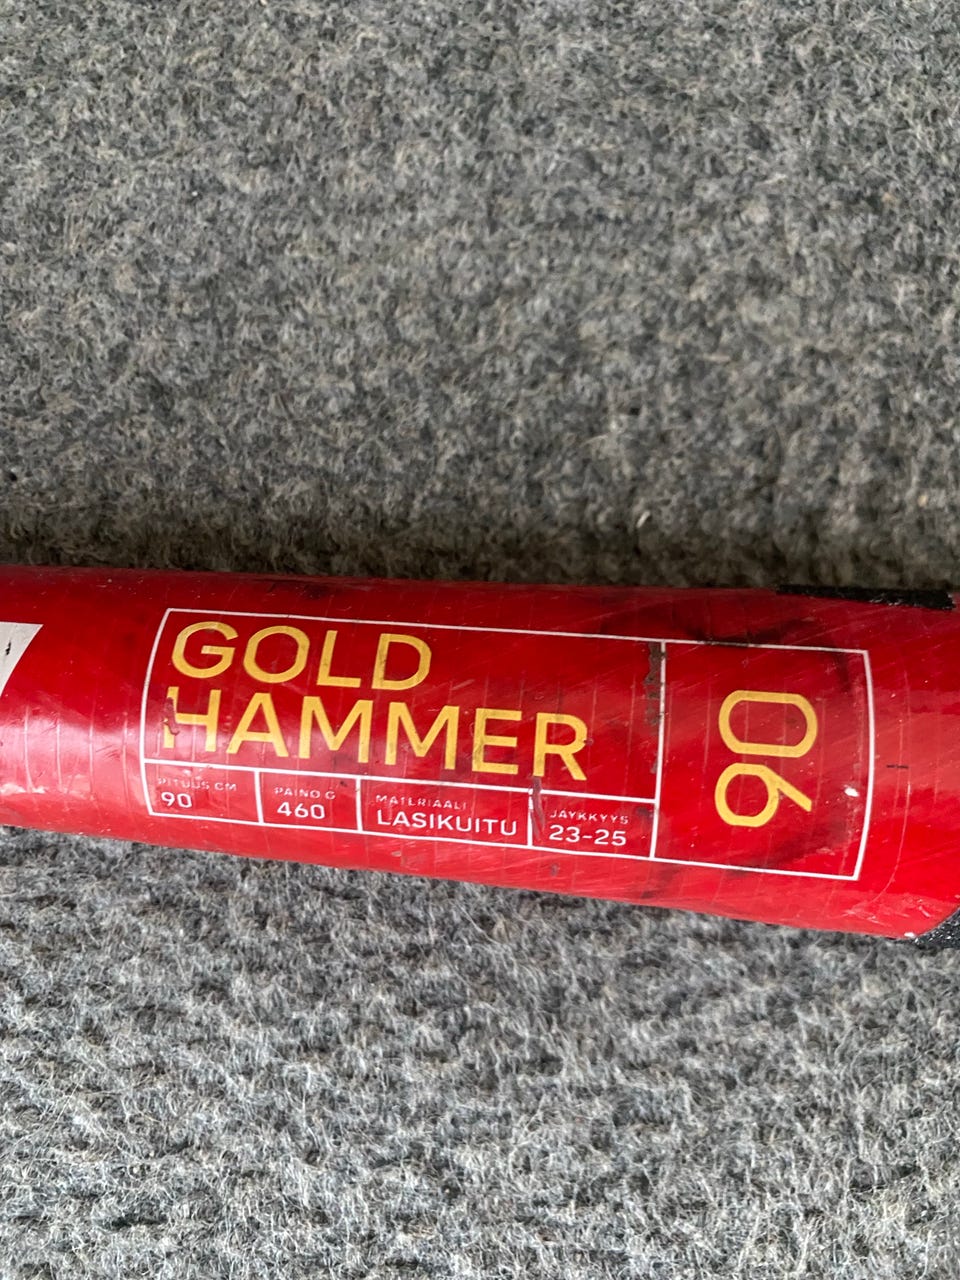 GOLD
HAMMER
90
PITUUS CM
90
PAINO G
460
MATERIAALI
LASIKUITU
JÄYKKYYS
23-25